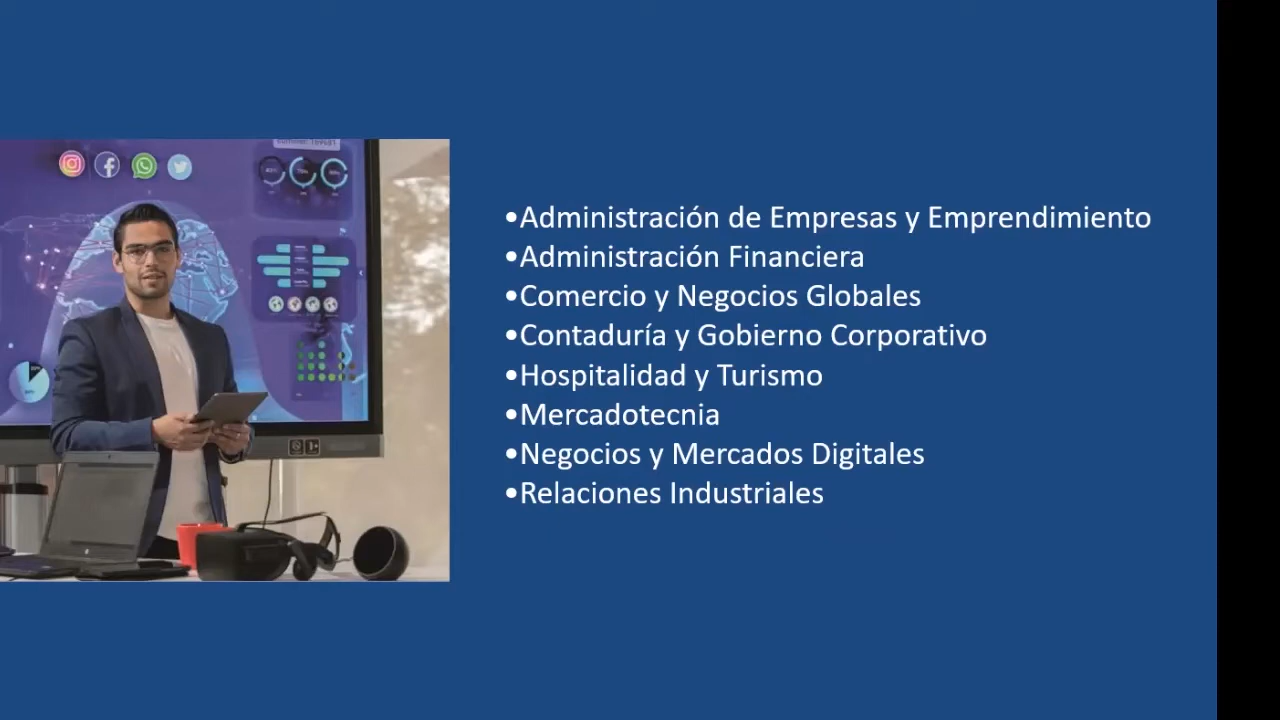 •Administración de Empresas y Emprendimiento
•Administración Financiera
•Comercio y Negocios Globales
•Contaduría y Gobierno Corporativo
•Hospitalidad y Turismo
•Mercadotecnia
•Negocios y Mercados Digitales
•Relaciones Industriales